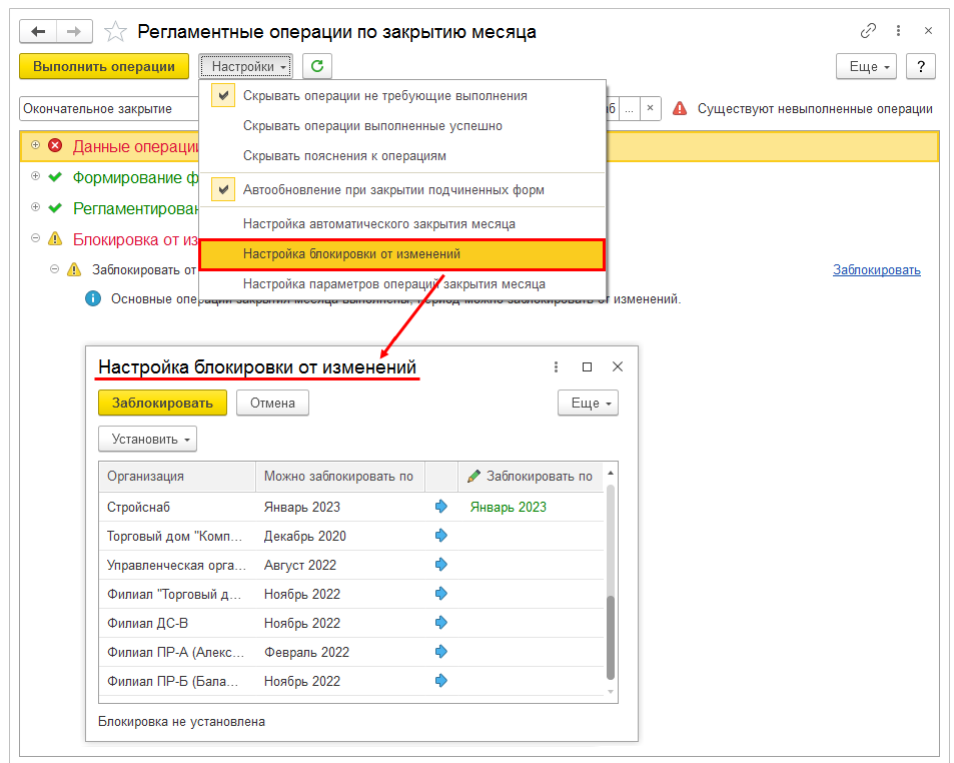 Регламентные операции по закрытию месяца
Выполнить операции Настройки Еще ?
Окончательное закрытие ... × Существуют невыполненные операции
Скрывать операции не требующие выполнения
Скрывать операции выполненные успешно
Скрывать пояснения к операциям
Автообновление при закрытии подчиненных форм
Настройка автоматического закрытия месяца
Настройка блокировки от изменений
Настройка параметров операций закрытия месяца
Данные операции
Формирование ф
Регламентирован
Блокировка от из
Заблокировать от Заблокировать
Основные операции закрытия месяца выполнены, период можно заблокировать от изменений.
Настройка блокировки от изменений
Заблокировать Отмена Еще
Установить
Организация Можно заблокировать по Заблокировать по
Стройснаб Январь 2023 Январь 2023
Торговый дом "Комп... Декабрь 2020
Управленческая орга... Август 2022
Филиал "Торговый д... Ноябрь 2022
Филиал ДС-В Ноябрь 2022
Филиал ПР-А (Алекс... Февраль 2022
Филиал ПР-Б (Бала... Ноябрь 2022
Блокировка не установлена